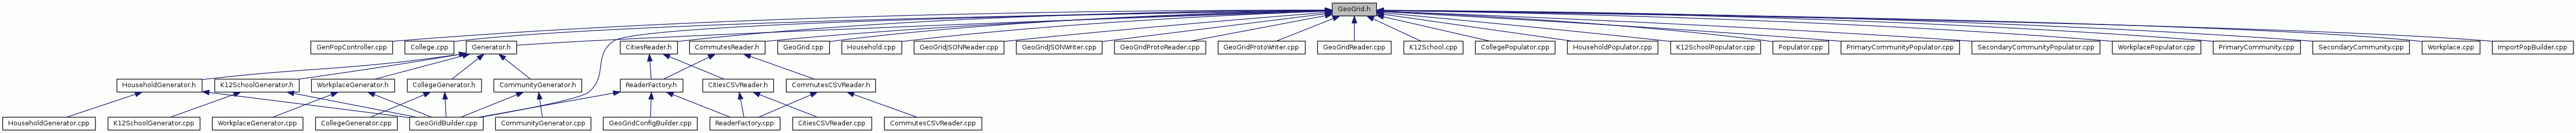 GeoGrid.h
GenPopController.cpp
College.cpp
Generator.h
CitiesReader.h
CommutesReader.h
GeoGrid.cpp
Household.cpp
GeoGridJSONReader.cpp
GeoGridJSONWriter.cpp
GeoGridProtoReader.cpp
GeoGridProtoWriter.cpp
GeoGridReader.cpp
K12School.cpp
CollegePopulator.cpp
HouseholdPopulator.cpp
K12SchoolPopulator.cpp
Populator.cpp
PrimaryCommunityPopulator.cpp
SecondaryCommunityPopulator.cpp
WorkplacePopulator.cpp
PrimaryCommunity.cpp
SecondaryCommunity.cpp
Workplace.cpp
ImportPopBuilder.cpp
HouseholdGenerator.h
K12SchoolGenerator.h
WorkplaceGenerator.h
CollegeGenerator.h
CommunityGenerator.h
ReaderFactory.h
CitiesCSVReader.h
CommutesCSVReader.h
HouseholdGenerator.cpp
K12SchoolGenerator.cpp
WorkplaceGenerator.cpp
CollegeGenerator.cpp
GeoGridBuilder.cpp
CommunityGenerator.cpp
GeoGridConfigBuilder.cpp
ReaderFactory.cpp
CitiesCSVReader.cpp
CommutesCSVReader.cpp